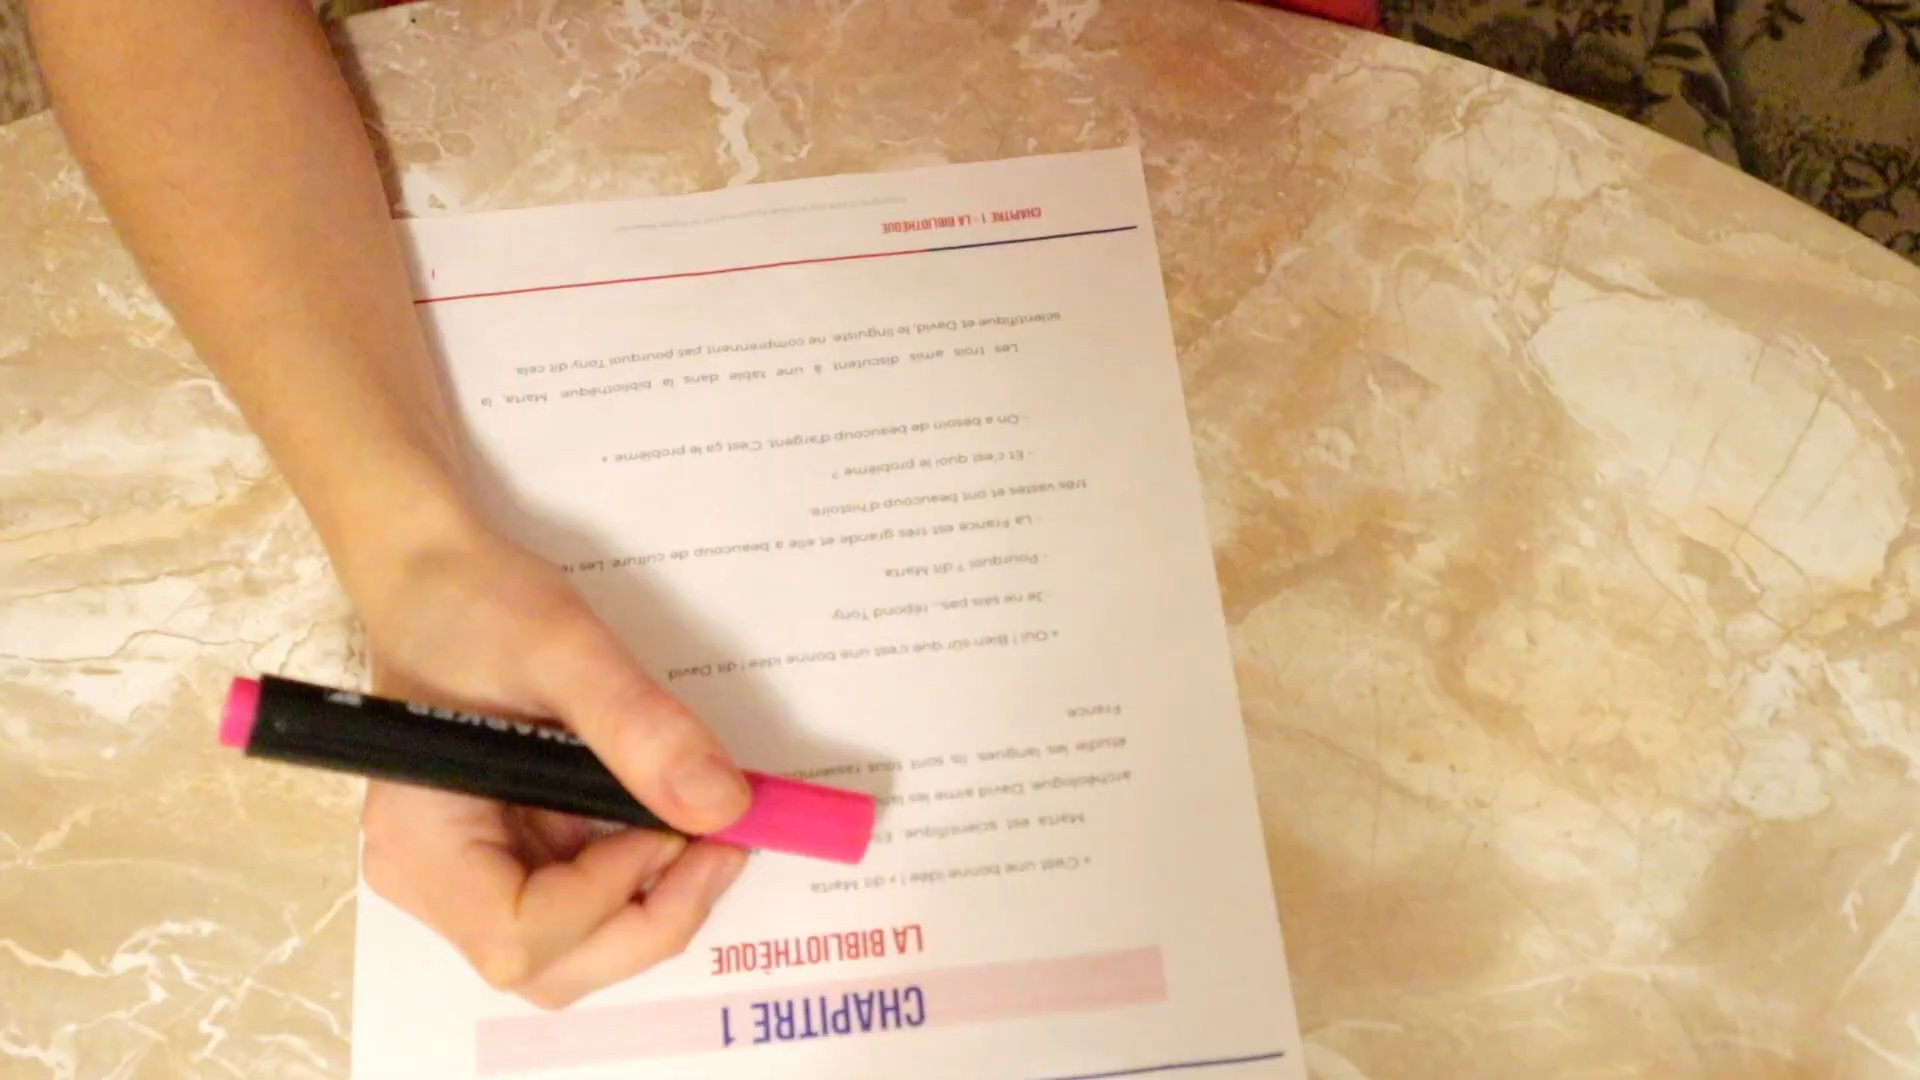 CHAPITRE 1
LA BIBLIOTHÈQUE
« C'est une bonne idée ! » dit Marta.
Marta est scientifique.
archéologue. David aime les
étudie les langues. Ils sont tous
France.
« Oui ! Bien sûr que c'est une bonne idée ! dit David.
- Je ne sais pas... répond Tony.
- Pourquoi ? dit Marta.
- La France est très grande et elle a beaucoup de culture. Les
très vastes et ont beaucoup d'histoire.
- Et c'est quoi le problème ?
- On a besoin de beaucoup d'argent. C'est ça le problème. »
Les trois amis discutent à une table dans la bibliothèque. Marta, la
scientifique et David, le linguiste, ne comprennent pas pourquoi Tony dit cela.
CHAPITRE 1 - LA BIBLIOTHÈQUE
1
MARKER